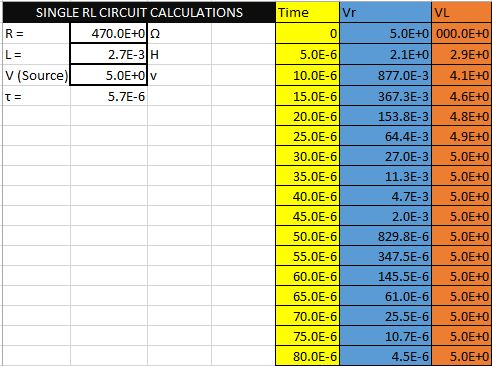 SINGLE RL CIRCUIT CALCULATIONS Time Vr VL
R = 470.0E+0 Ω 0 5.0E+0 000.0E+0
L = 2.7E-3 H 5.0E-6 2.1E+0 2.9E+0
V (Source) 5.0E+0 v 10.0E-6 877.0E-3 4.1E+0
τ = 5.7E-6 15.0E-6 367.3E-3 4.6E+0
20.0E-6 153.8E-3 4.8E+0
25.0E-6 64.4E-3 4.9E+0
30.0E-6 27.0E-3 5.0E+0
35.0E-6 11.3E-3 5.0E+0
40.0E-6 4.7E-3 5.0E+0
45.0E-6 2.0E-3 5.0E+0
50.0E-6 829.8E-6 5.0E+0
55.0E-6 347.5E-6 5.0E+0
60.0E-6 145.5E-6 5.0E+0
65.0E-6 61.0E-6 5.0E+0
70.0E-6 25.5E-6 5.0E+0
75.0E-6 10.7E-6 5.0E+0
80.0E-6 4.5E-6 5.0E+0